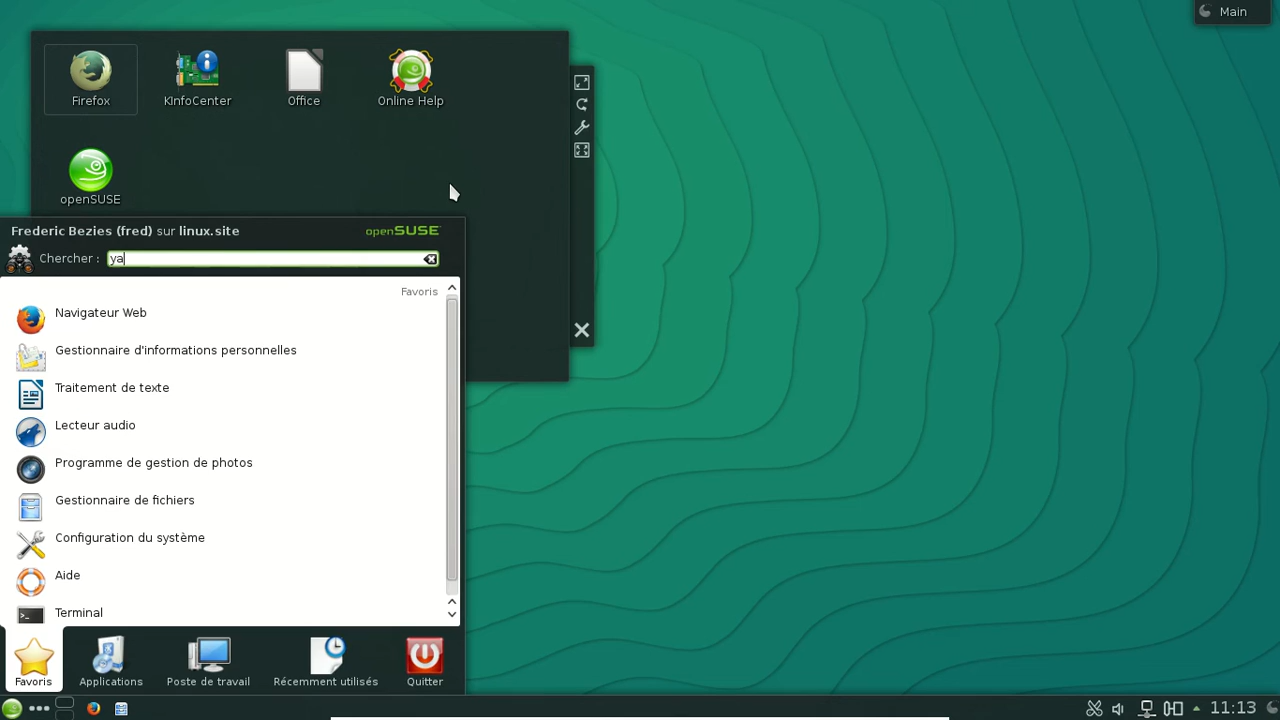 Main
Firefox
KInfoCenter
Office
Online Help
openSUSE
Frederic Bezies (fred) sur linux.site
openSUSE
Chercher :
ya
Favoris
Navigateur Web
Gestionnaire d'informations personnelles
Traitement de texte
Lecteur audio
Programme de gestion de photos
Gestionnaire de fichiers
Configuration du système
Aide
Terminal
Favoris
Applications
Poste de travail
Récemment utilisés
Quitter
11:13